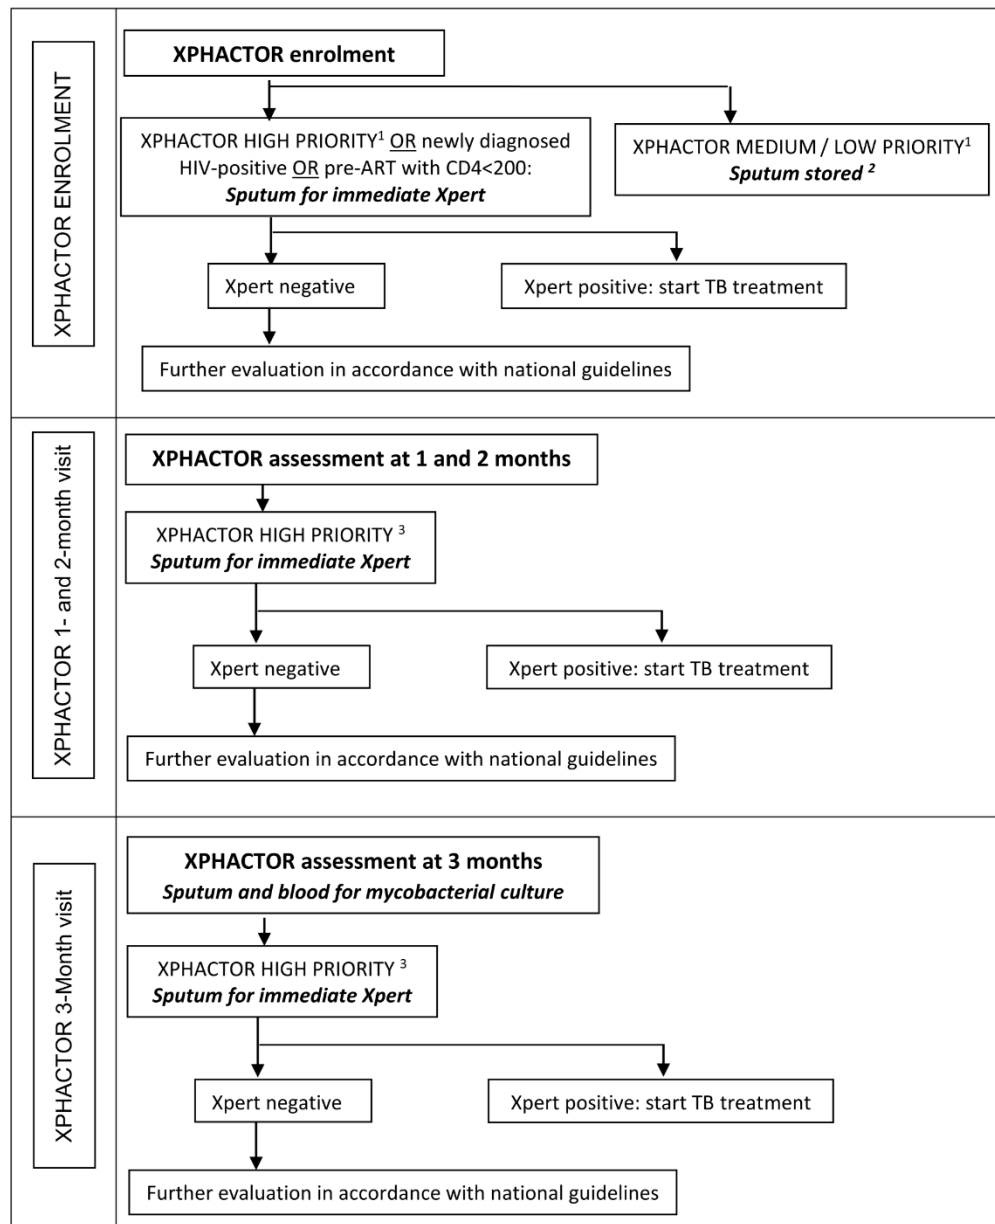 XPHACTOR ENROLMENT
XPHACTOR enrolment
XPHACTOR HIGH PRIORITY¹ OR newly diagnosed
HIV-positive OR pre-ART with CD4<200:
Sputum for immediate Xpert
XPHACTOR MEDIUM / LOW PRIORITY¹
Sputum stored ²
Xpert negative
Xpert positive: start TB treatment
Further evaluation in accordance with national guidelines
XPHACTOR 1- and 2-month visit
XPHACTOR assessment at 1 and 2 months
XPHACTOR HIGH PRIORITY ³
Sputum for immediate Xpert
Xpert negative
Xpert positive: start TB treatment
Further evaluation in accordance with national guidelines
XPHACTOR 3-Month visit
XPHACTOR assessment at 3 months
Sputum and blood for mycobacterial culture
XPHACTOR HIGH PRIORITY ³
Sputum for immediate Xpert
Xpert negative
Xpert positive: start TB treatment
Further evaluation in accordance with national guidelines